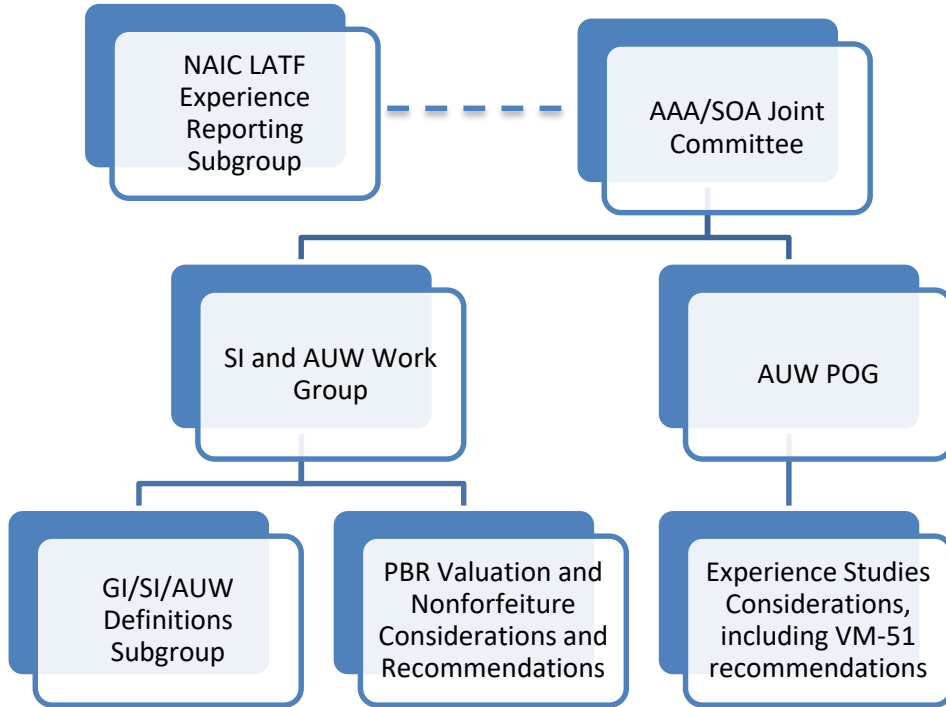 NAIC LATF
Experience
Reporting
Subgroup
AAA/SOA Joint
Committee
SI and AUW Work
Group
AUW POG
GI/SI/AUW
Definitions
Subgroup
PBR Valuation and
Nonforfeiture
Considerations and
Recommendations
Experience Studies
Considerations,
including VM-51
recommendations